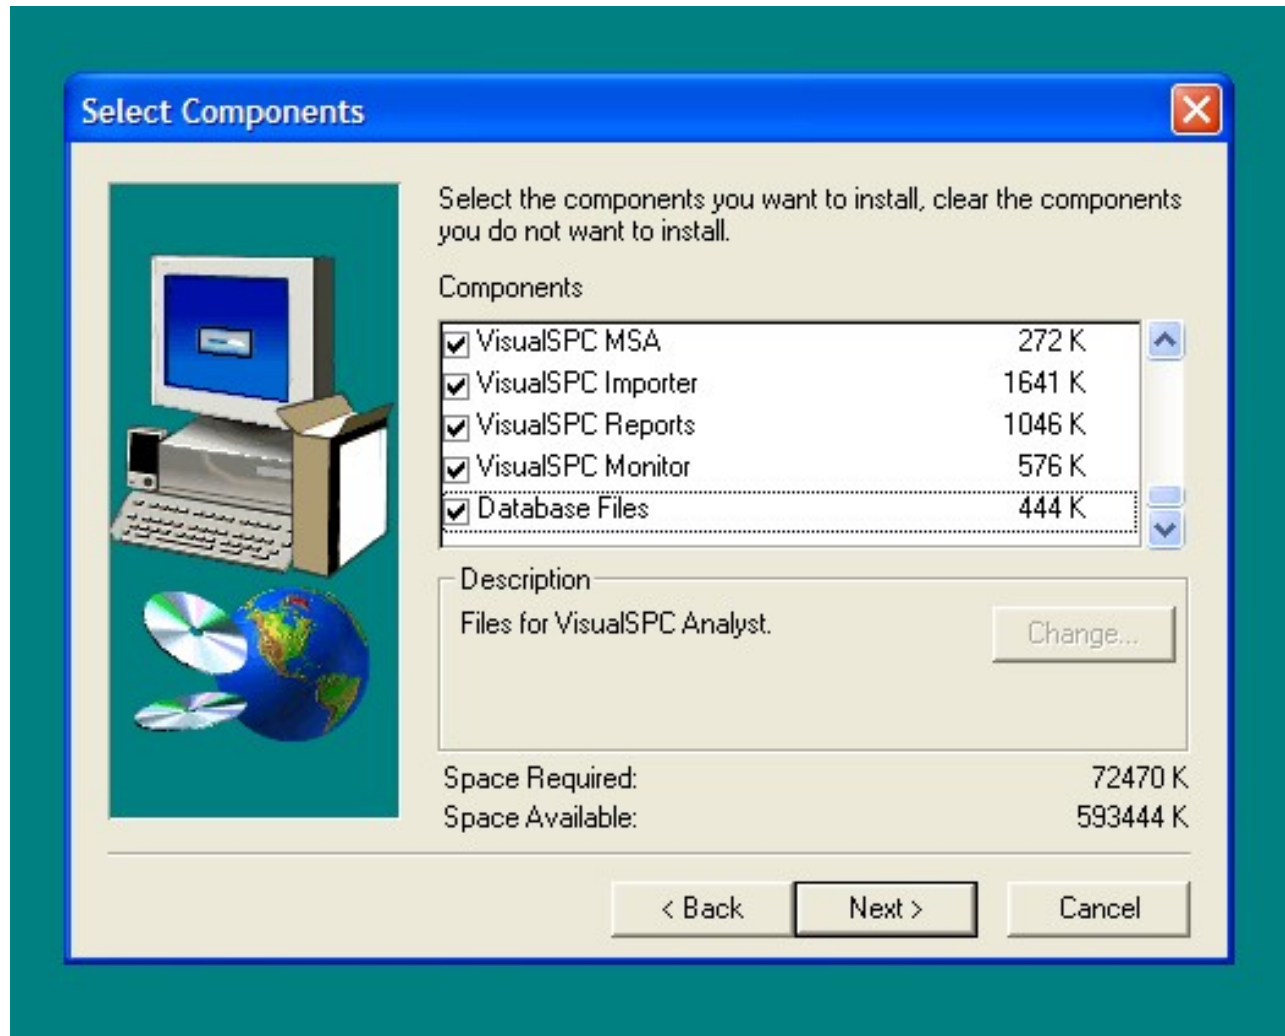 Select Components
Select the components you want to install, clear the components
you do not want to install.
Components
VisualSPC MSA 272 K
VisualSPC Importer 1641 K
VisualSPC Reports 1046 K
VisualSPC Monitor 576 K
Database Files 444 K
Description
Files for VisualSPC Analyst.
Change...
Space Required: 72470 K
Space Available: 593444 K
< Back Next > Cancel